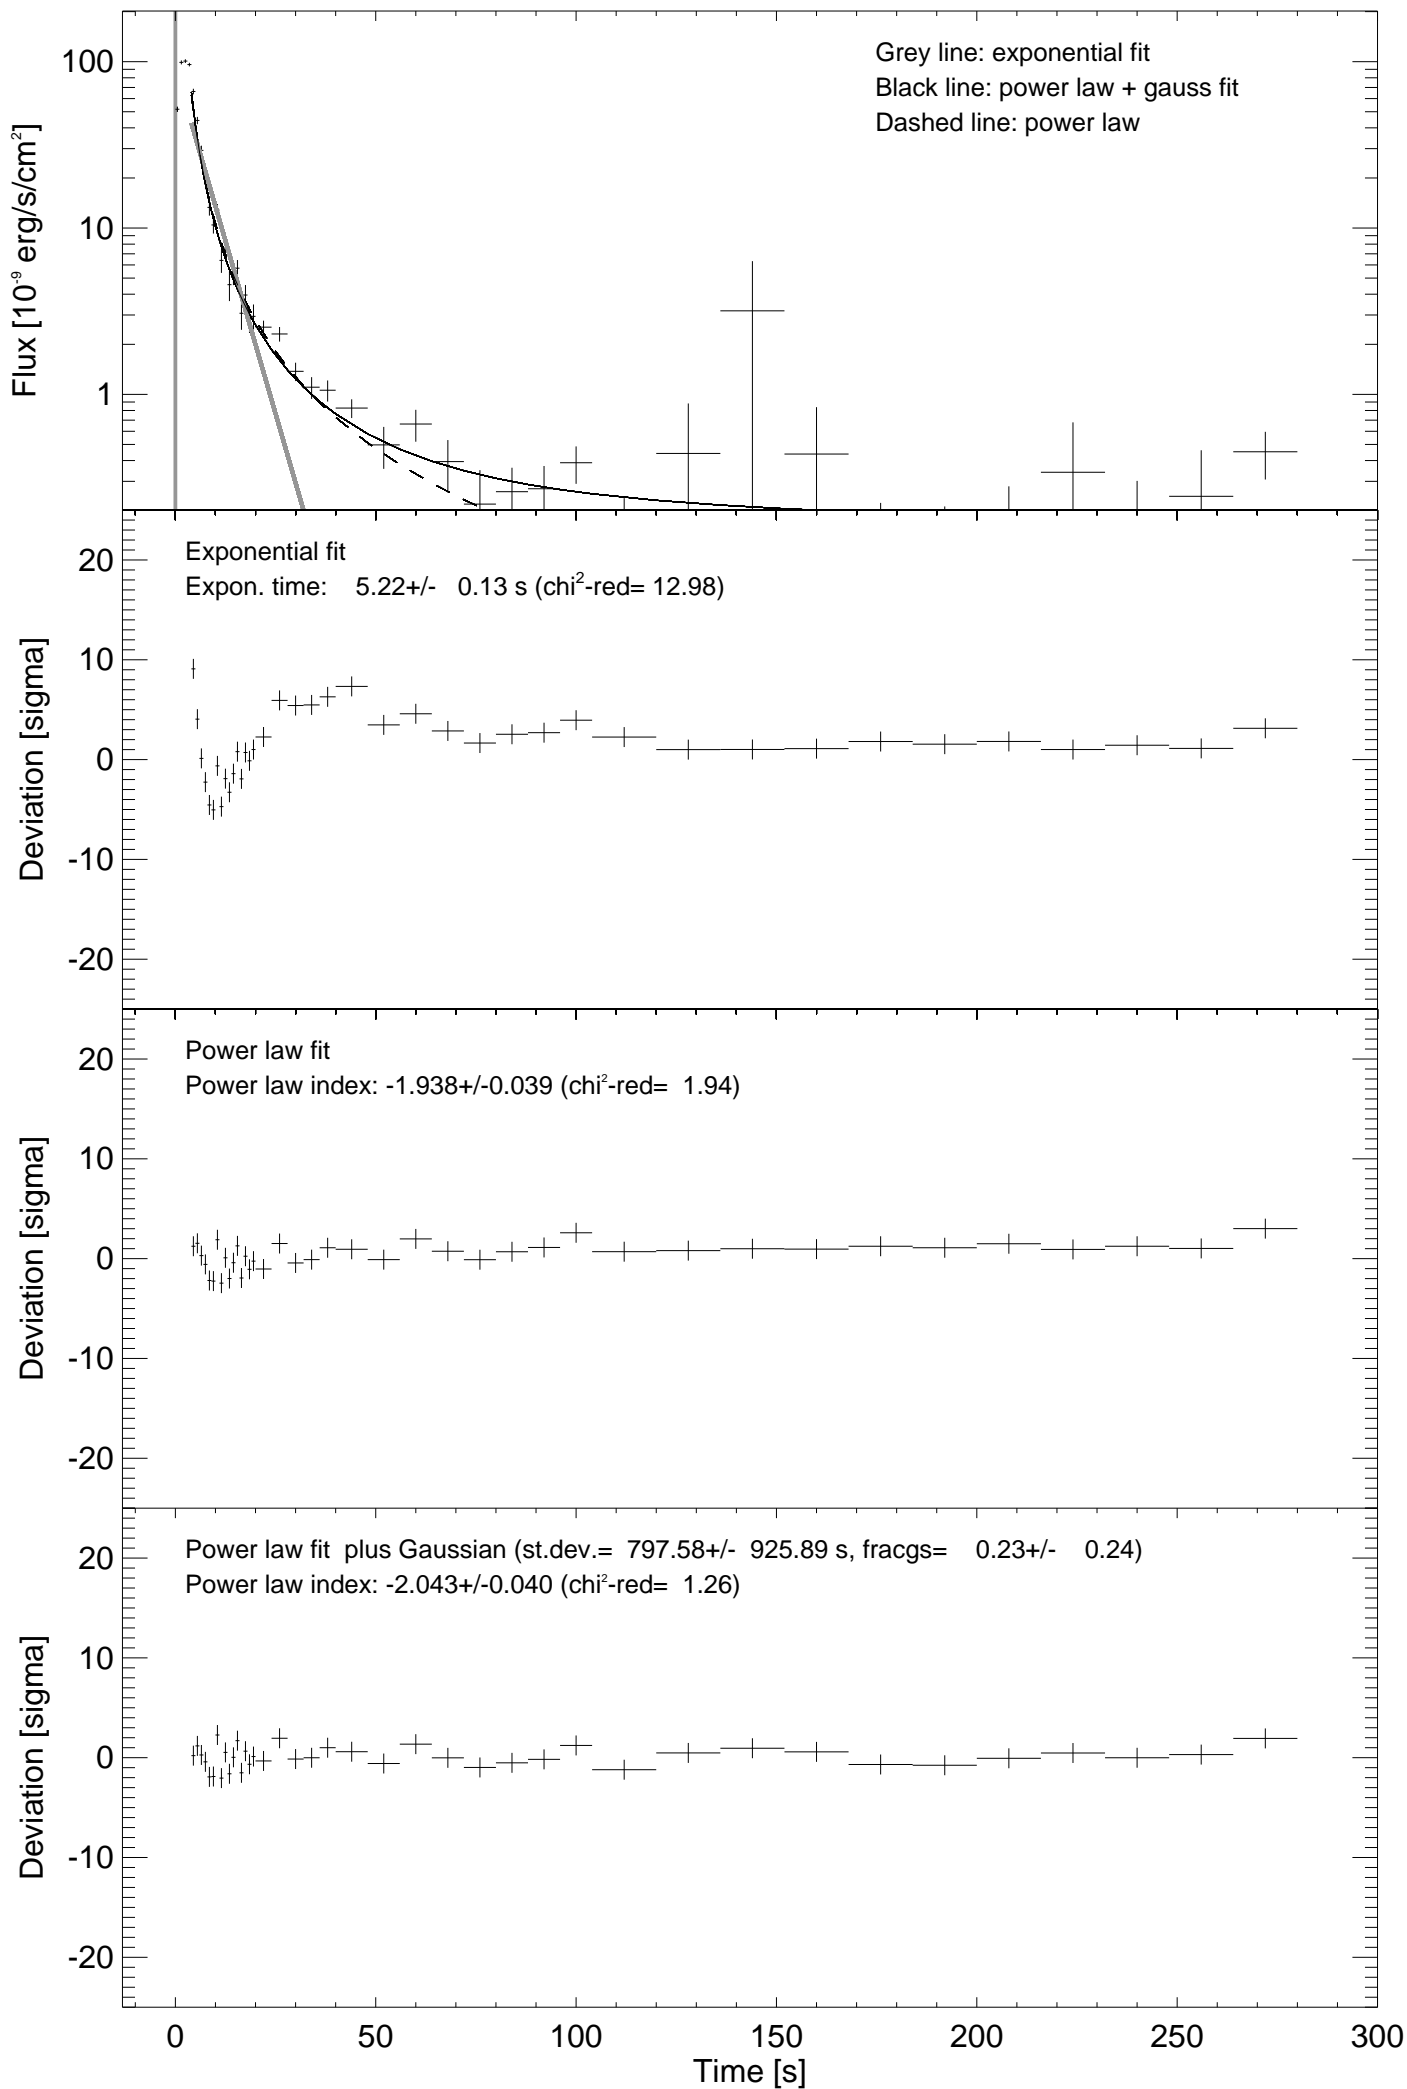 Grey line: exponential fit
Black line: power law + gauss fit
Dashed line: power law
100
10
1
Flux [10⁻⁹ erg/s/cm²]
Exponential fit
Expon. time: 5.22+/- 0.13 s (chi²-red= 12.98)
20
10
0
-10
-20
Deviation [sigma]
Power law fit
Power law index: -1.938+/-0.039 (chi²-red= 1.94)
20
10
0
-10
-20
Deviation [sigma]
Power law fit plus Gaussian (st.dev.= 797.58+/- 925.89 s, fracgs= 0.23+/- 0.24)
Power law index: -2.043+/-0.040 (chi²-red= 1.26)
20
10
0
-10
-20
Deviation [sigma]
0 50 100 150 200 250 300
Time [s]